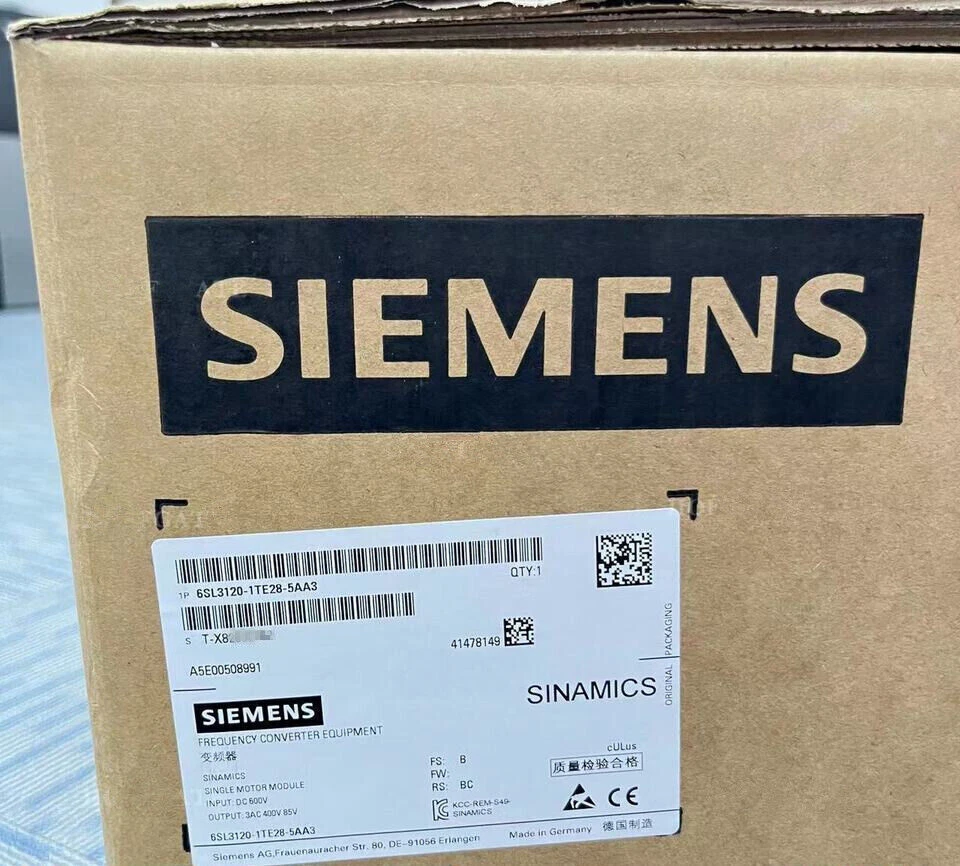 SIEMENS
QTY:1
1P 6SL3120-1TE28-5AA3
S T-X8
41478149
A5E00508991
SINAMICS
ORIGINAL PACKAGING
SIEMENS
FREQUENCY CONVERTER EQUIPMENT
变频器
SINAMICS
SINGLE MOTOR MODULE
INPUT: DC 600V
OUTPUT: 3AC 400V 85V
6SL3120-1TE28-5AA3
FS: B
FW:
RS: BC
cULus
质量检验合格
KCC-REM-S49-
SINAMICS
CE
Made in Germany 德国制造
Siemens AG,Frauenauracher Str. 80, DE-91056 Erlangen